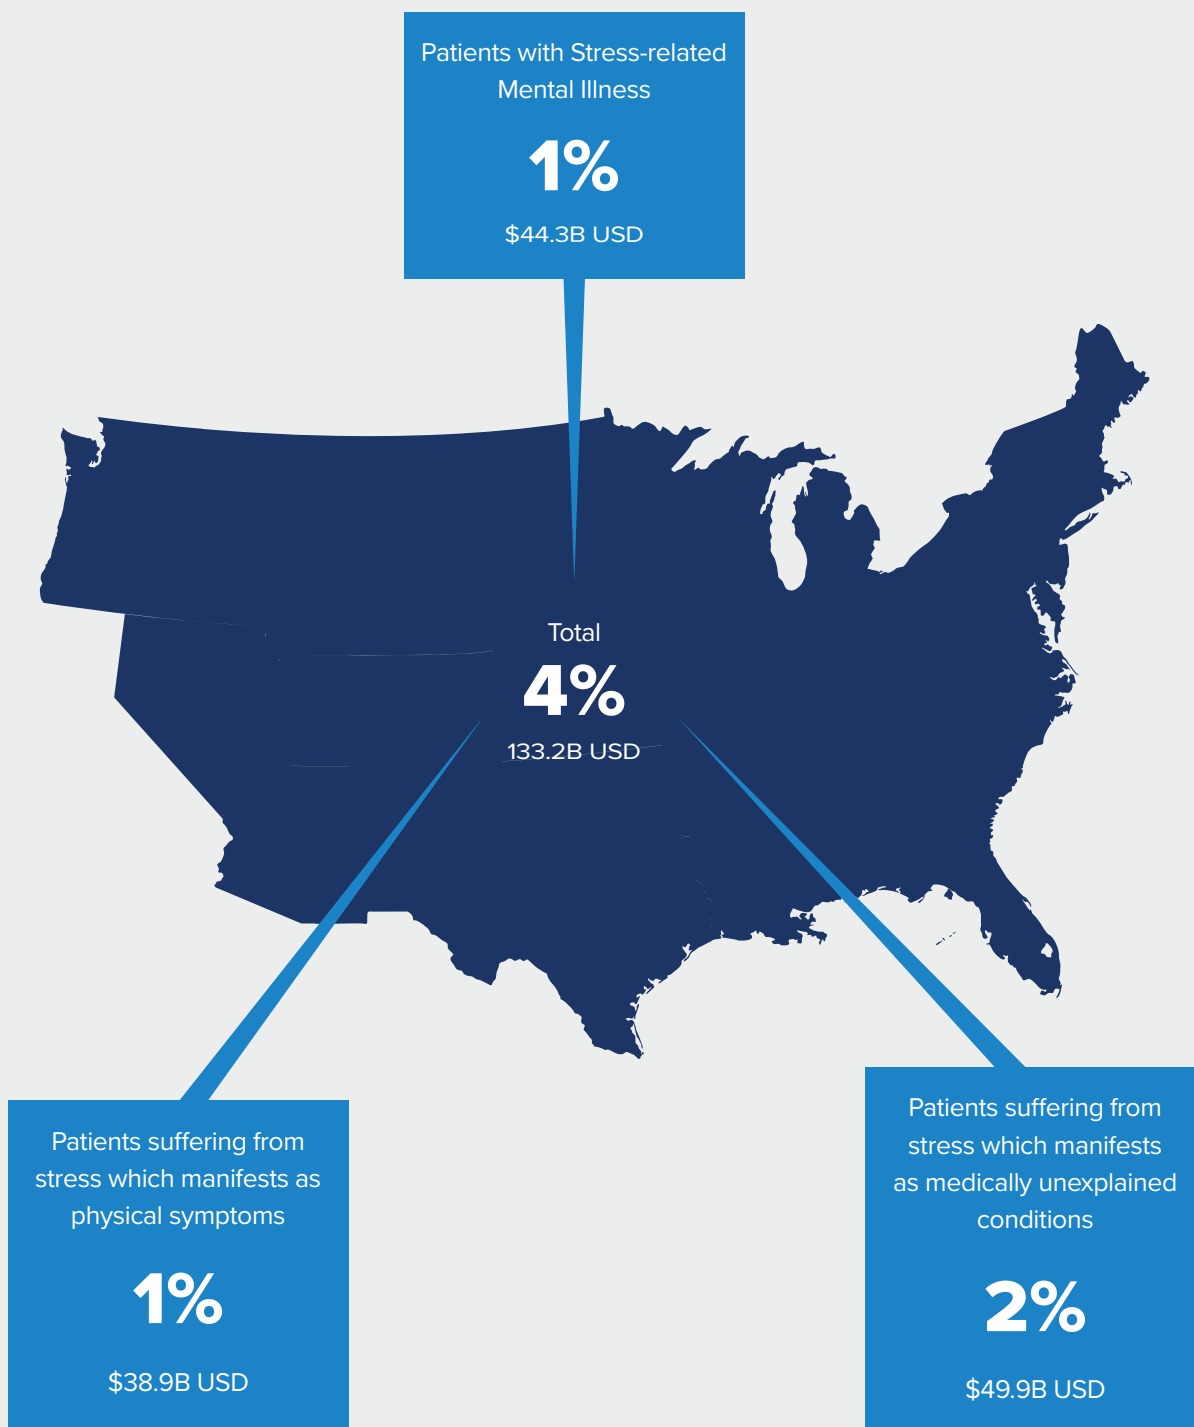 Patients with Stress-related
Mental Illness
1%
$44.3B USD
Total
4%
133.2B USD
Patients suffering from
stress which manifests as
physical symptoms
1%
$38.9B USD
Patients suffering from
stress which manifests
as medically unexplained
conditions
2%
$49.9B USD